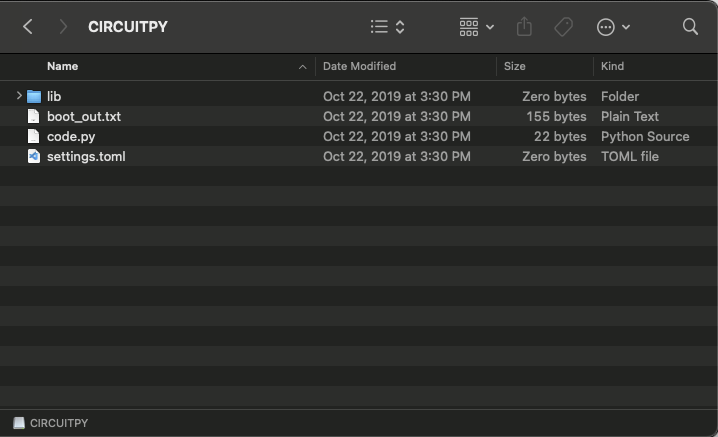 CIRCUITPY
Name Date Modified Size Kind
lib Oct 22, 2019 at 3:30 PM Zero bytes Folder
boot_out.txt Oct 22, 2019 at 3:30 PM 155 bytes Plain Text
code.py Oct 22, 2019 at 3:30 PM 22 bytes Python Source
settings.toml Oct 22, 2019 at 3:30 PM Zero bytes TOML file
CIRCUITPY